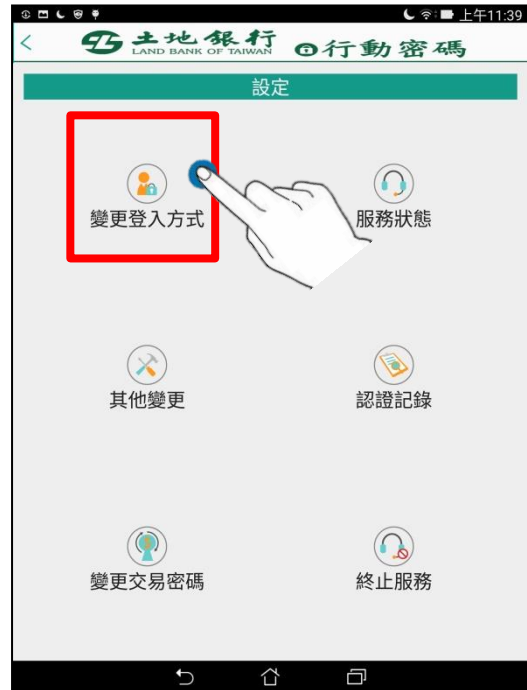 上午11:39
土地銀行
LAND BANK OF TAIWAN
行動密碼
設定
變更登入方式
服務狀態
其他變更
認證記錄
變更交易密碼
終止服務